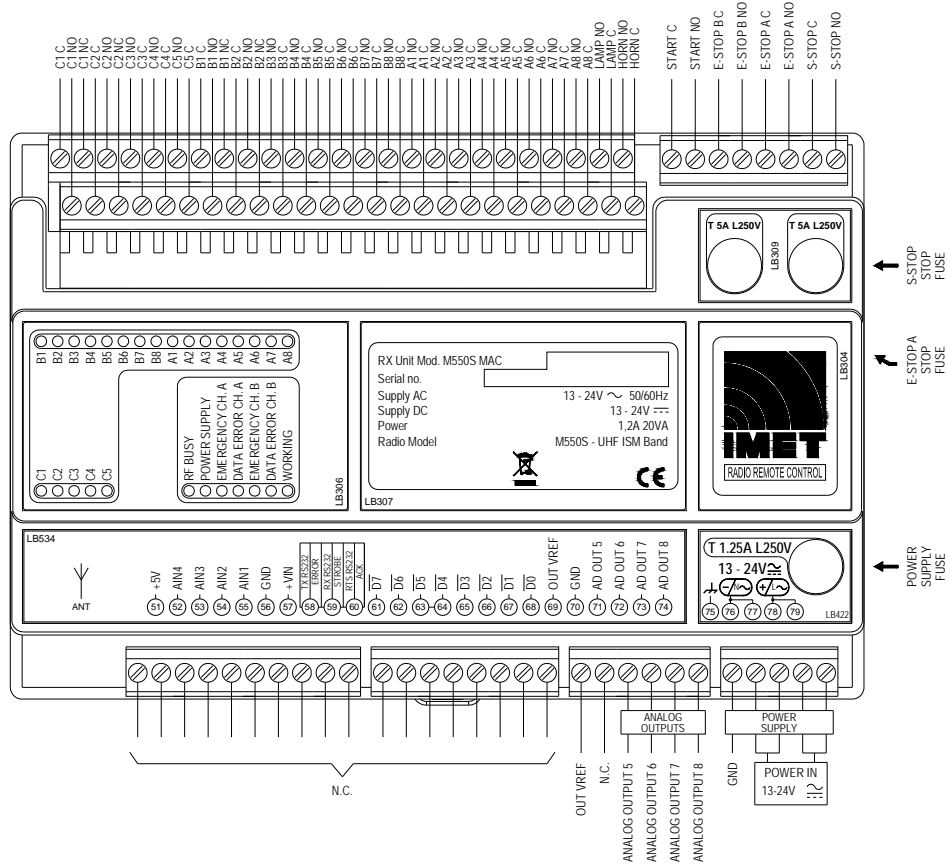 C1 C
C1 NO
C1 NC
C2 C
C2 NO
C2 NC
C3 NO
C3 C
C4 NO
C4 C
C5 NO
C5 C
B1 C
B1 NO
B1 NC
B2 C
B2 NO
B2 NC
B3 NO
B3 C
B4 NO
B4 C
B5 NO
B5 C
B6 NO
B6 C
B7 NO
B7 C
B8 NO
B8 C
A1 NO
A1 C
A2 NO
A2 C
A3 NO
A3 C
A4 NO
A4 C
A5 NO
A5 C
A6 NO
A6 C
A7 NO
A7 C
A8 NO
A8 C
LAMP NO
LAMP C
HORN NO
HORN C
START C
START NO
E-STOP B C
E-STOP B NO
E-STOP A C
E-STOP A NO
S-STOP C
S-STOP NO
T 5A L250V
LB309
T 5A L250V
S-STOP
STOP
FUSE
E-STOP A
STOP
FUSE
B1
B2
B3
B4
B5
B6
B7
B8
A1
A2
A3
A4
A5
A6
A7
A8
C1
C2
C3
C4
C5
RF BUSY
POWER SUPPLY
EMERGENCY CH. A
DATA ERROR CH. A
EMERGENCY CH. B
DATA ERROR CH. B
WORKING
LB306
RX Unit Mod. M550S MAC
Serial no.
Supply AC 13 - 24V ~ 50/60Hz
Supply DC 13 - 24V ⎓
Power 1,2A 20VA
Radio Model M550S - UHF ISM Band
CE
LB307
LB304
IMET
RADIO REMOTE CONTROL
LB534
ANT
+5V
AIN4
AIN3
AIN2
AIN1
GND
+VIN
TX RS232
ERROR
RX RS232
STROBE
RTS RS232
ACK
D7
D6
D5
D4
D3
D2
D1
D0
OUT VREF
GND
AD OUT 5
AD OUT 6
AD OUT 7
AD OUT 8
51 52 53 54 55 56 57 58 59 60 61 62 63 64 65 66 67 68 69 70 71 72 73 74
T 1.25A L250V
13 - 24V
-/N~ +/L~
75 76 77 78 79
LB422
POWER
SUPPLY
FUSE
N.C.
OUT VREF
N.C.
ANALOG
OUTPUTS
ANALOG OUTPUT 5
ANALOG OUTPUT 6
ANALOG OUTPUT 7
ANALOG OUTPUT 8
GND
POWER
SUPPLY
POWER IN
13-24V